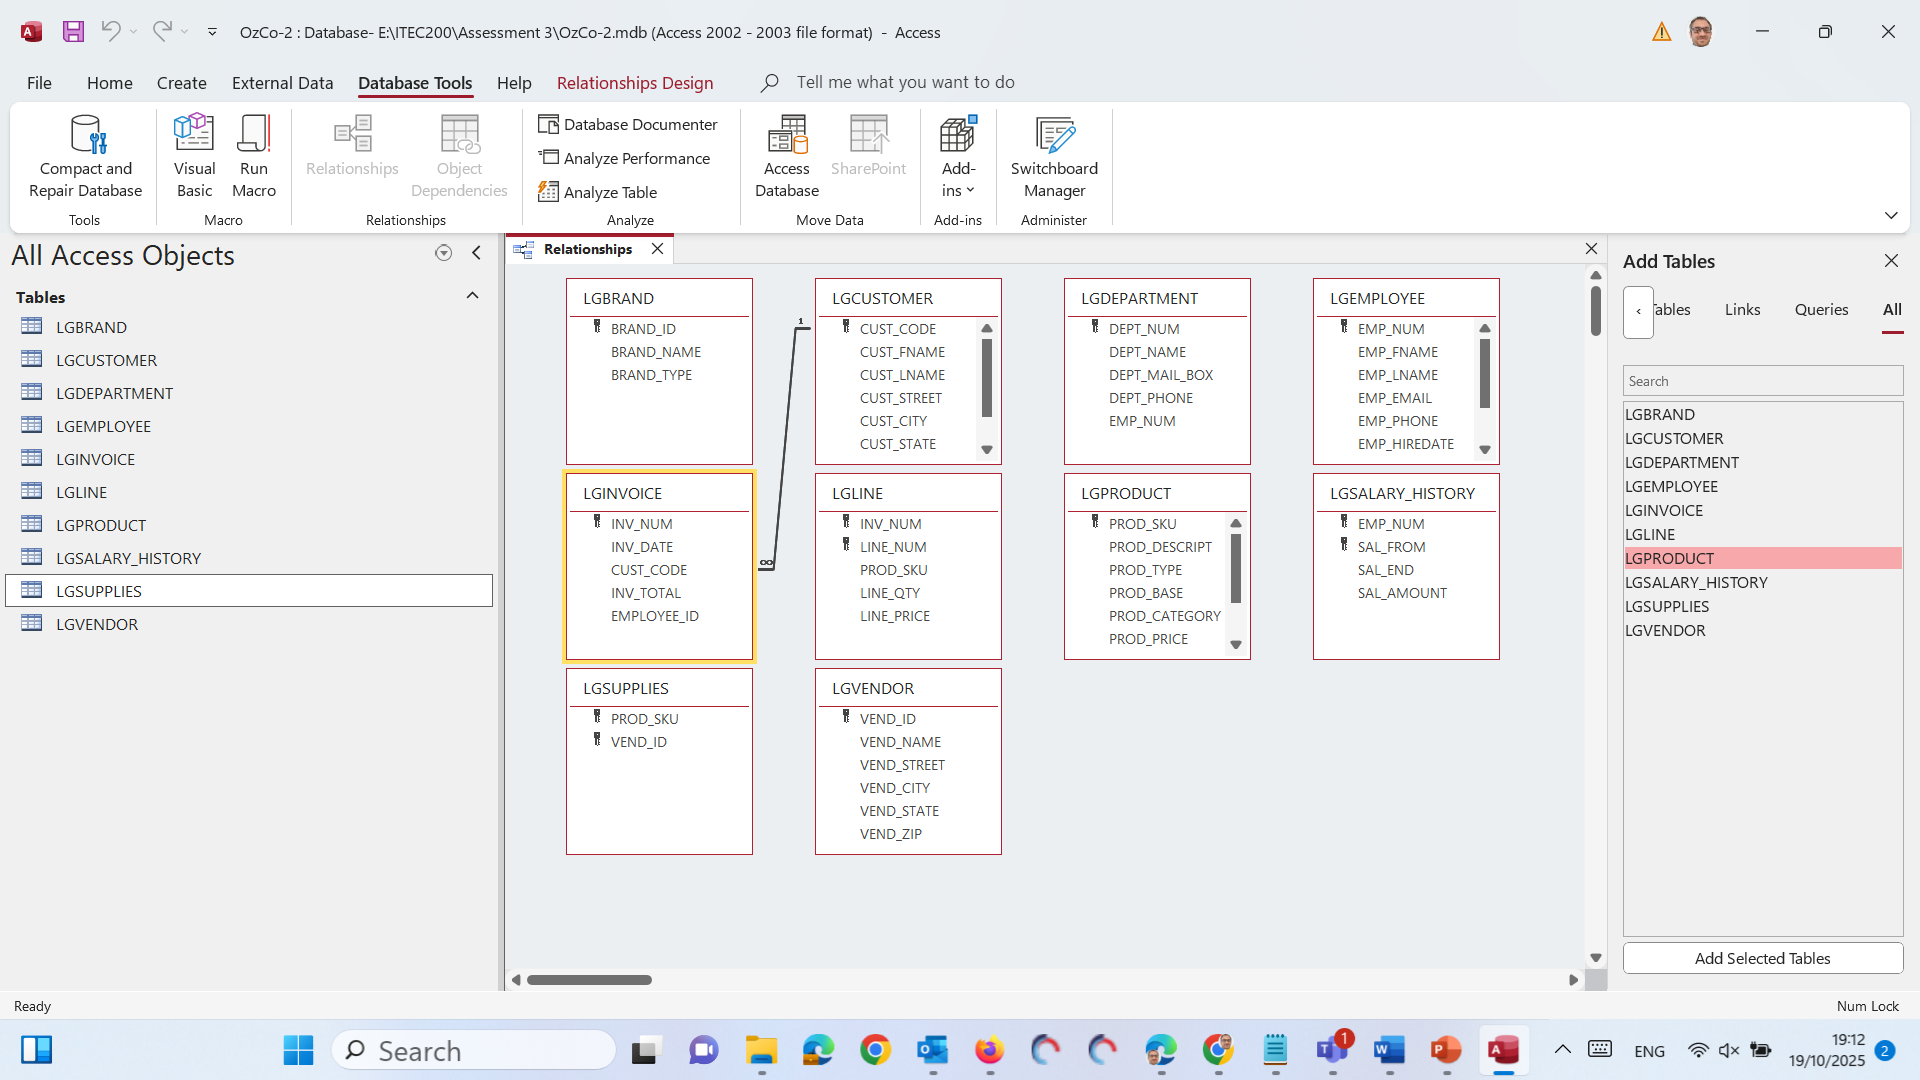 OzCo-2 : Database- E:\ITEC200\Assessment 3\OzCo-2.mdb (Access 2002 - 2003 file format) - Access
File Home Create External Data Database Tools Help Relationships Design Tell me what you want to do
Compact and Repair Database
Tools
Visual Basic
Run Macro
Macro
Relationships
Object Dependencies
Relationships
Database Documenter
Analyze Performance
Analyze Table
Analyze
Access Database
SharePoint
Move Data
Add-ins
Add-ins
Switchboard Manager
Administer
All Access Objects
Tables
LGBRAND
LGCUSTOMER
LGDEPARTMENT
LGEMPLOYEE
LGINVOICE
LGLINE
LGPRODUCT
LGSALARY_HISTORY
LGSUPPLIES
LGVENDOR
Relationships
LGBRAND
BRAND_ID
BRAND_NAME
BRAND_TYPE
1
∞
LGCUSTOMER
CUST_CODE
CUST_FNAME
CUST_LNAME
CUST_STREET
CUST_CITY
CUST_STATE
LGDEPARTMENT
DEPT_NUM
DEPT_NAME
DEPT_MAIL_BOX
DEPT_PHONE
EMP_NUM
LGEMPLOYEE
EMP_NUM
EMP_FNAME
EMP_LNAME
EMP_EMAIL
EMP_PHONE
EMP_HIREDATE
LGINVOICE
INV_NUM
INV_DATE
CUST_CODE
INV_TOTAL
EMPLOYEE_ID
LGLINE
INV_NUM
LINE_NUM
PROD_SKU
LINE_QTY
LINE_PRICE
LGPRODUCT
PROD_SKU
PROD_DESCRIPT
PROD_TYPE
PROD_BASE
PROD_CATEGORY
PROD_PRICE
LGSALARY_HISTORY
EMP_NUM
SAL_FROM
SAL_END
SAL_AMOUNT
LGSUPPLIES
PROD_SKU
VEND_ID
LGVENDOR
VEND_ID
VEND_NAME
VEND_STREET
VEND_CITY
VEND_STATE
VEND_ZIP
Add Tables
ables Links Queries All
Search
LGBRAND
LGCUSTOMER
LGDEPARTMENT
LGEMPLOYEE
LGINVOICE
LGLINE
LGPRODUCT
LGSALARY_HISTORY
LGSUPPLIES
LGVENDOR
Add Selected Tables
Ready
Num Lock
Search
1
ENG
19:12
19/10/2025
2